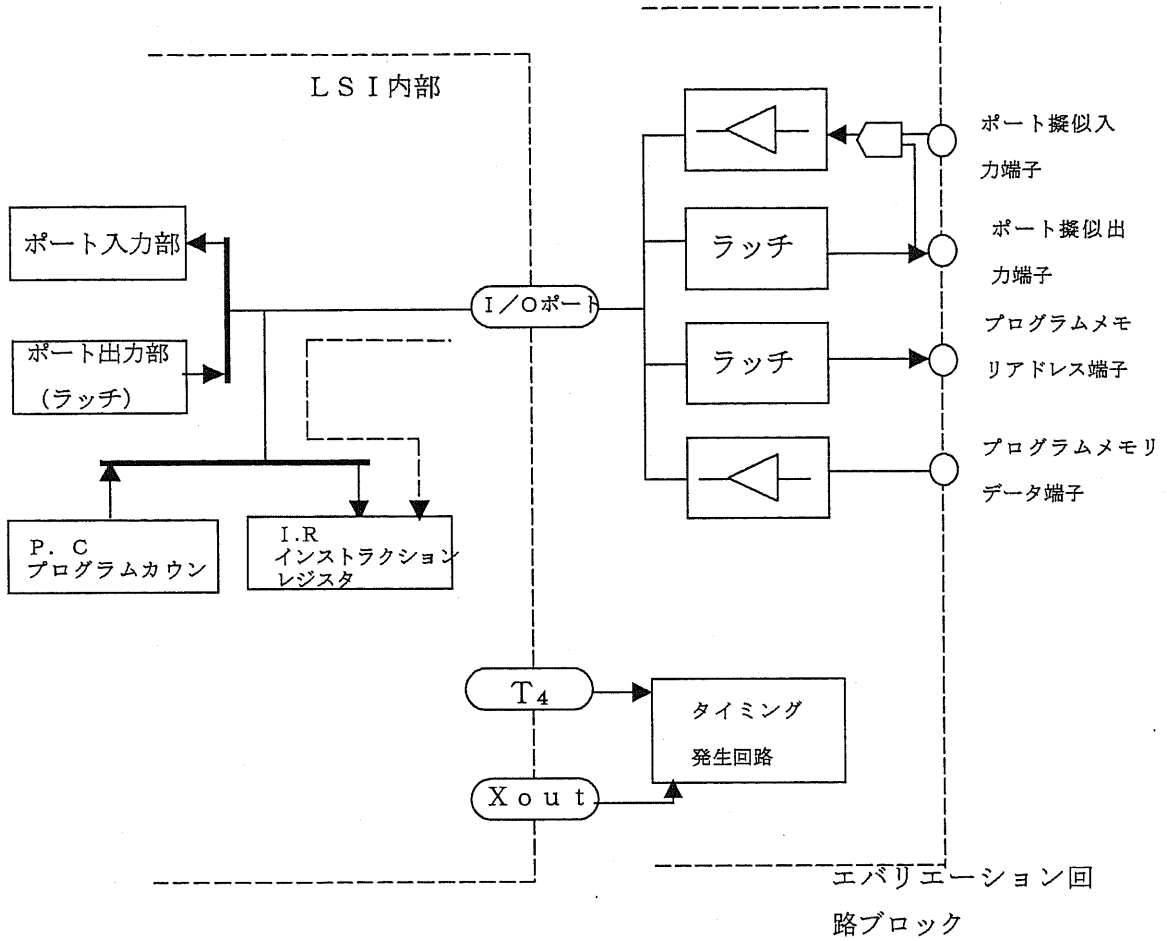 LSI内部
ポート擬似入
力端子
ポート入力部
ラッチ
ポート擬似出
力端子
I/Oポート
プログラムメモ
リアドレス端子
ポート出力部
(ラッチ)
ラッチ
プログラムメモリ
データ端子
P.C
プログラムカウン
I.R
インストラクション
レジスタ
T₄
タイミング
発生回路
Xout
エバリエーション回
路ブロック